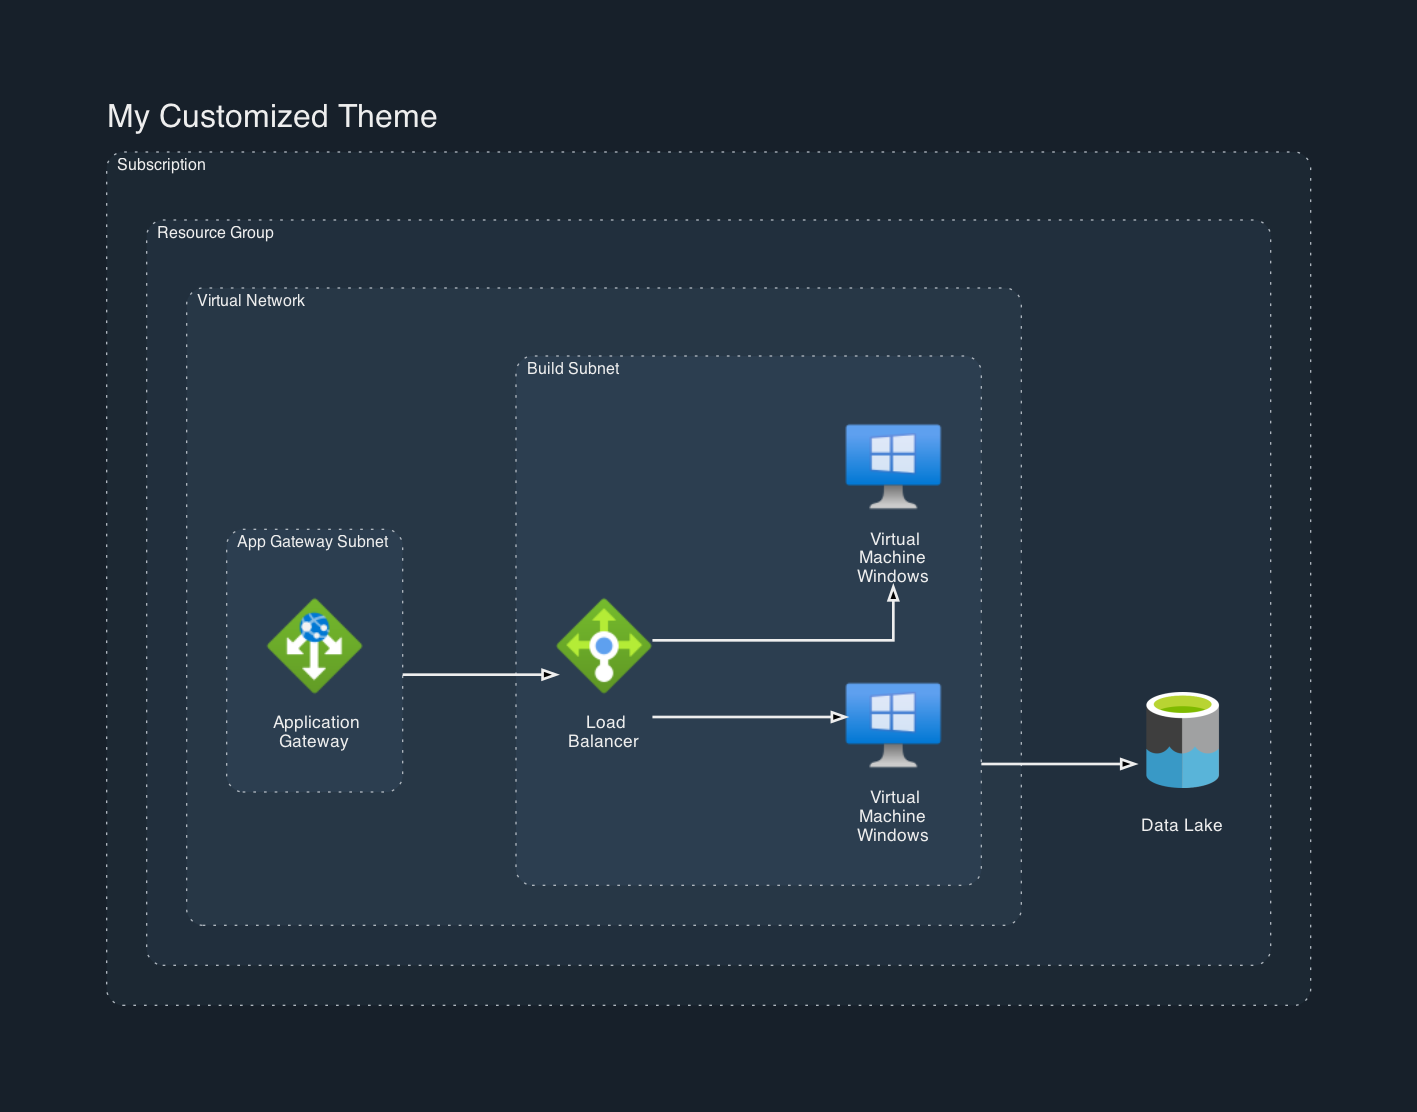 My Customized Theme
Subscription
Resource Group
Virtual Network
Build Subnet
Virtual
Machine
Windows
App Gateway Subnet
Application
Gateway
Load
Balancer
Virtual
Machine
Windows
Data Lake